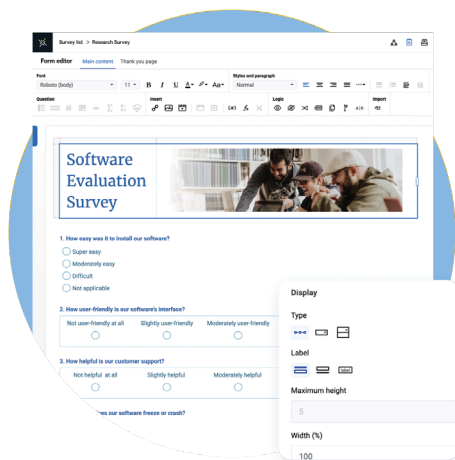 Survey list > Research Survey
Form editor Main content Thank you page
Font Styles and paragraph
Roboto (body) 11 B I U A Aa Normal
Question Insert Logic Import
Software
Evaluation
Survey
1. How easy was it to install our software?
Super easy
Moderately easy
Difficult
Not applicable
2. How user-friendly is our software's interface?
Not user-friendly at all Slightly user-friendly Moderately user-friendly
3. How helpful is our customer support?
Not helpful at all Slightly helpful Moderately helpful
our software freeze or crash?
Display
Type
Label
label
Maximum height
5
Width (%)
100